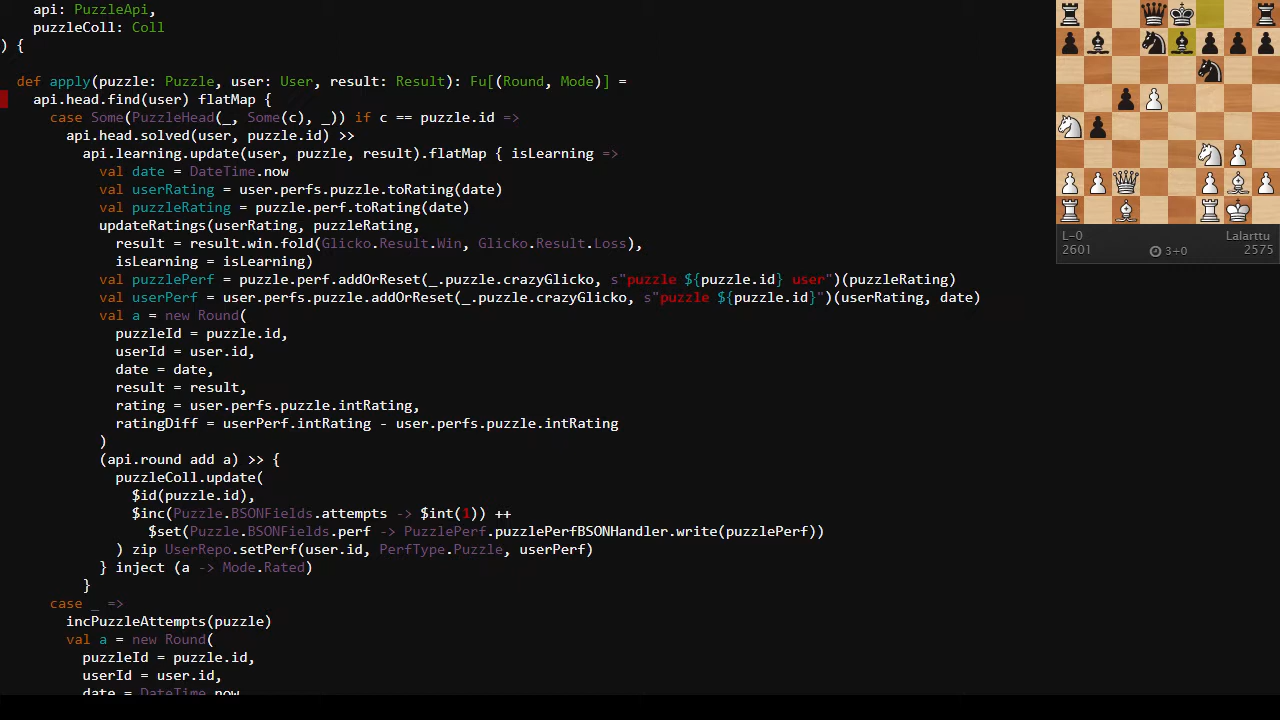 api: PuzzleApi,
puzzleColl: Coll
) {
def apply(puzzle: Puzzle, user: User, result: Result): Fu[(Round, Mode)] =
api.head.find(user) flatMap {
case Some(PuzzleHead(_, Some(c), _)) if c == puzzle.id =>
api.head.solved(user, puzzle.id) >>
api.learning.update(user, puzzle, result).flatMap { isLearning =>
val date = DateTime.now
val userRating = user.perfs.puzzle.toRating(date)
val puzzleRating = puzzle.perf.toRating(date)
updateRatings(userRating, puzzleRating,
result = result.win.fold(Glicko.Result.Win, Glicko.Result.Loss),
isLearning = isLearning)
val puzzlePerf = puzzle.perf.addOrReset(_.puzzle.crazyGlicko, s"puzzle ${puzzle.id} user")(puzzleRating)
val userPerf = user.perfs.puzzle.addOrReset(_.puzzle.crazyGlicko, s"puzzle ${puzzle.id}")(userRating, date)
val a = new Round(
puzzleId = puzzle.id,
userId = user.id,
date = date,
result = result,
rating = user.perfs.puzzle.intRating,
ratingDiff = userPerf.intRating - user.perfs.puzzle.intRating
)
(api.round add a) >> {
puzzleColl.update(
$id(puzzle.id),
$inc(Puzzle.BSONFields.attempts -> $int(1)) ++
$set(Puzzle.BSONFields.perf -> PuzzlePerf.puzzlePerfBSONHandler.write(puzzlePerf))
) zip UserRepo.setPerf(user.id, PerfType.Puzzle, userPerf)
} inject (a -> Mode.Rated)
}
case _ =>
incPuzzleAttempts(puzzle)
val a = new Round(
puzzleId = puzzle.id,
userId = user.id,
date = DateTime.now
L-0 Lalarttu
2601 3+0 2575